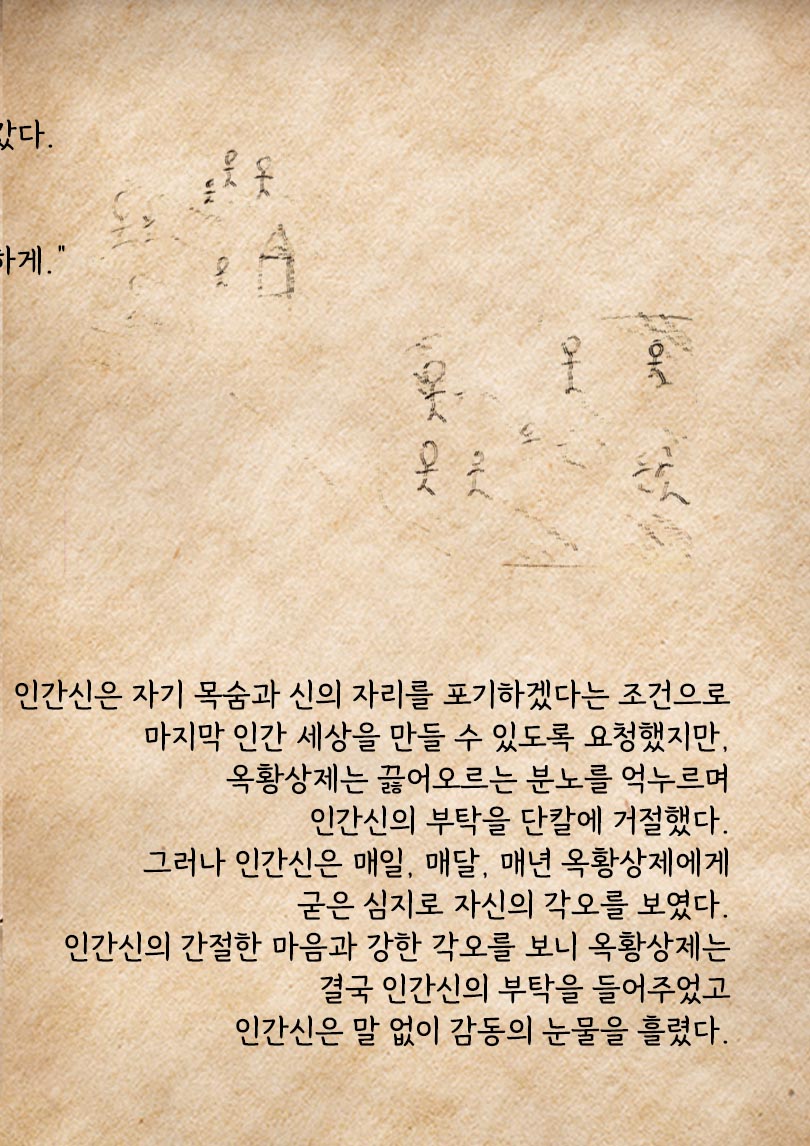 갔다.
하게."
인간신은 자기 목숨과 신의 자리를 포기하겠다는 조건으로
마지막 인간 세상을 만들 수 있도록 요청했지만,
옥황상제는 끓어오르는 분노를 억누르며
인간신의 부탁을 단칼에 거절했다.
그러나 인간신은 매일, 매달, 매년 옥황상제에게
굳은 심지로 자신의 각오를 보였다.
인간신의 간절한 마음과 강한 각오를 보니 옥황상제는
결국 인간신의 부탁을 들어주었고
인간신은 말 없이 감동의 눈물을 흘렸다.